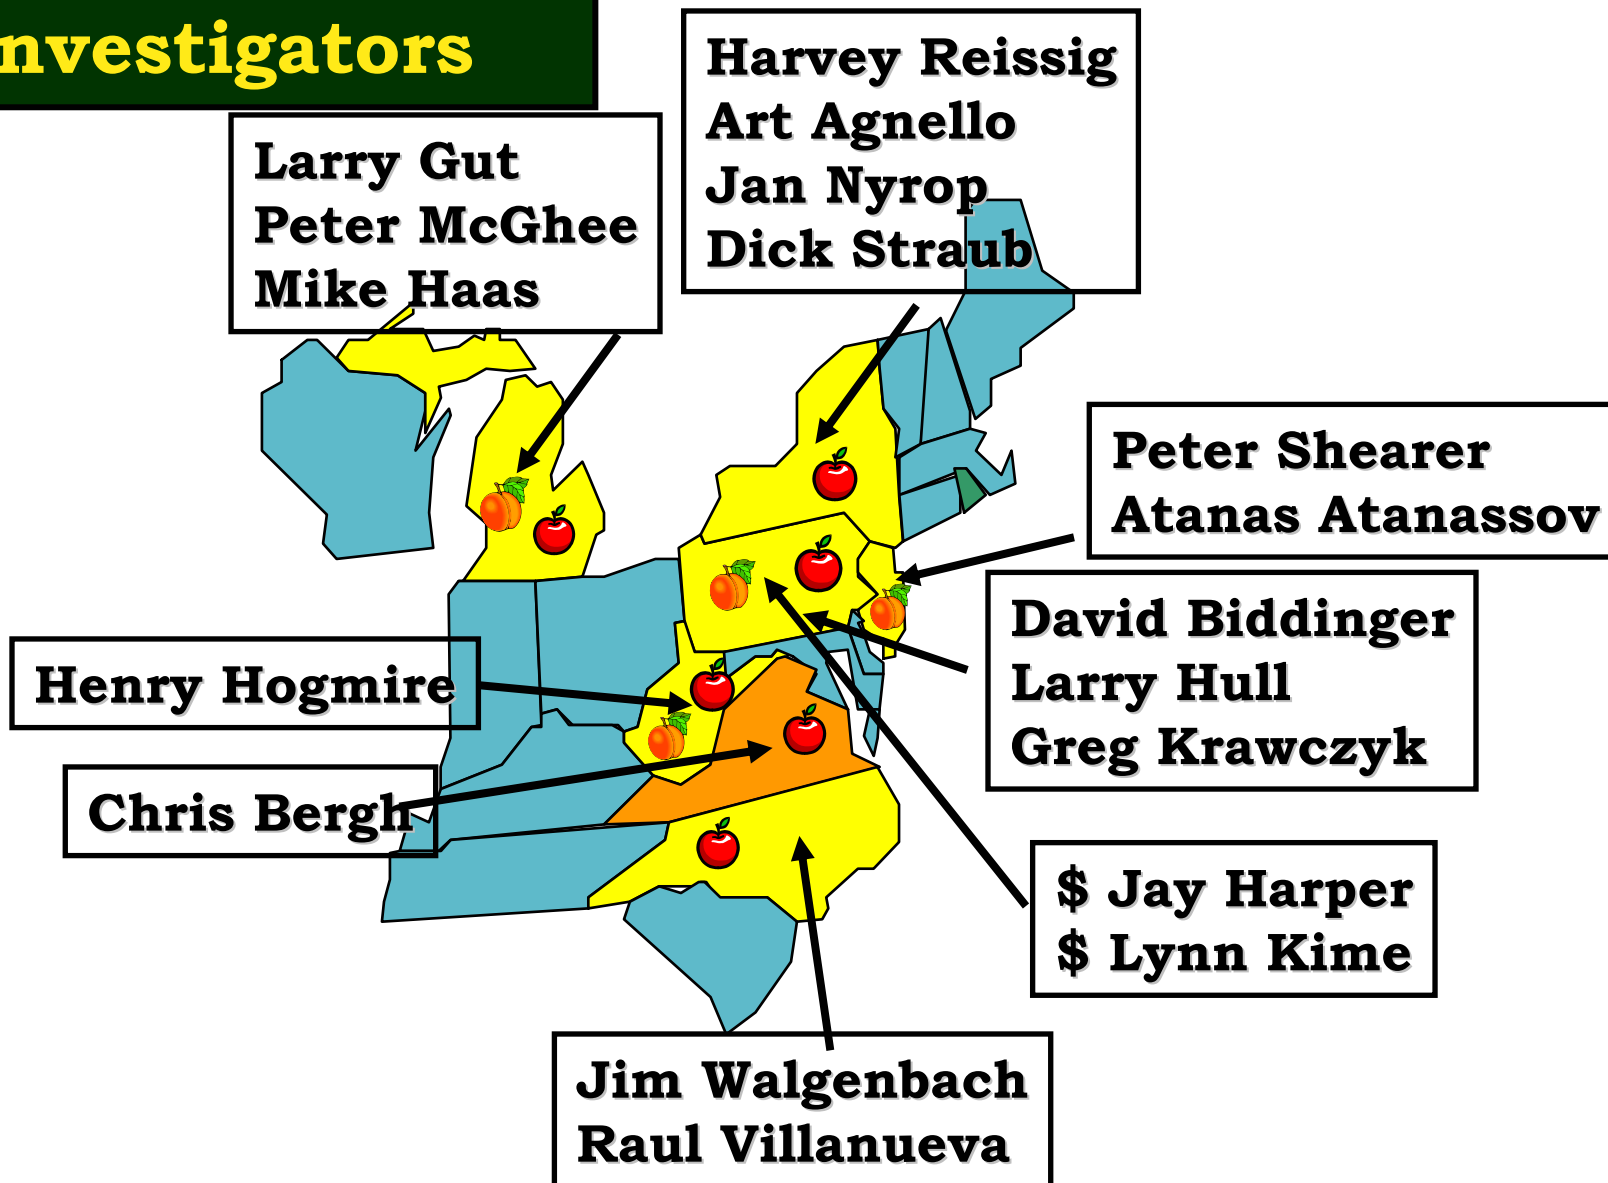 nvestigators
Harvey Reissig
Art Agnello
Jan Nyrop
Dick Straub
Larry Gut
Peter McGhee
Mike Haas
Peter Shearer
Atanas Atanassov
David Biddinger
Larry Hull
Greg Krawczyk
Henry Hogmire
Chris Bergh
$ Jay Harper
$ Lynn Kime
Jim Walgenbach
Raul Villanueva